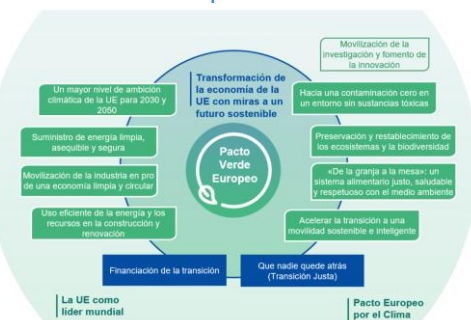 Movilización de la
investigación y fomento de
la innovación
Transformación de
la economía de la
UE con miras a un
futuro sostenible
Un mayor nivel de ambición
climática de la UE para 2030 y
2050
Hacia una contaminación cero en
un entorno sin sustancias tóxicas
Suministro de energía limpia,
asequible y segura
Preservación y restablecimiento de
los ecosistemas y la biodiversidad
Pacto
Verde
Europeo
Movilización de la industria en pro
de una economía limpia y circular
«De la granja a la mesa»: un
sistema alimentario justo, saludable
y respetuoso con el medio ambiente
Uso eficiente de la energía y los
recursos en la construcción y
renovación
Acelerar la transición a una
movilidad sostenible e inteligente
Financiación de la transición
Que nadie quede atrás
(Transición Justa)
La UE como
líder mundial
Pacto Europeo
por el Clima